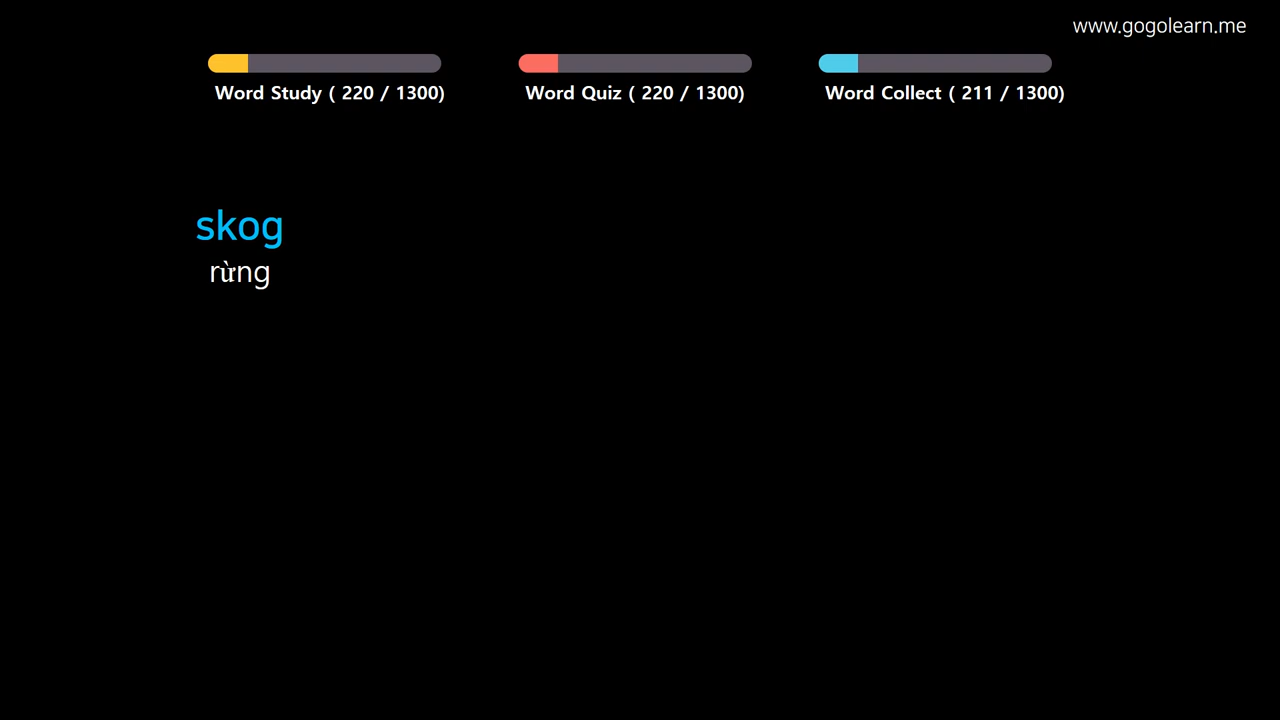 www.gogolearn.me
Word Study ( 220 / 1300)
Word Quiz ( 220 / 1300)
Word Collect ( 211 / 1300)
skog
rừng